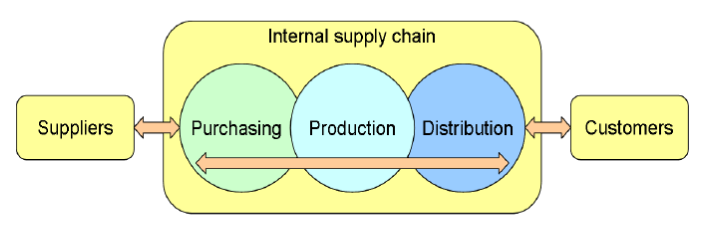 Internal supply chain
Suppliers
Purchasing
Production
Distribution
Customers